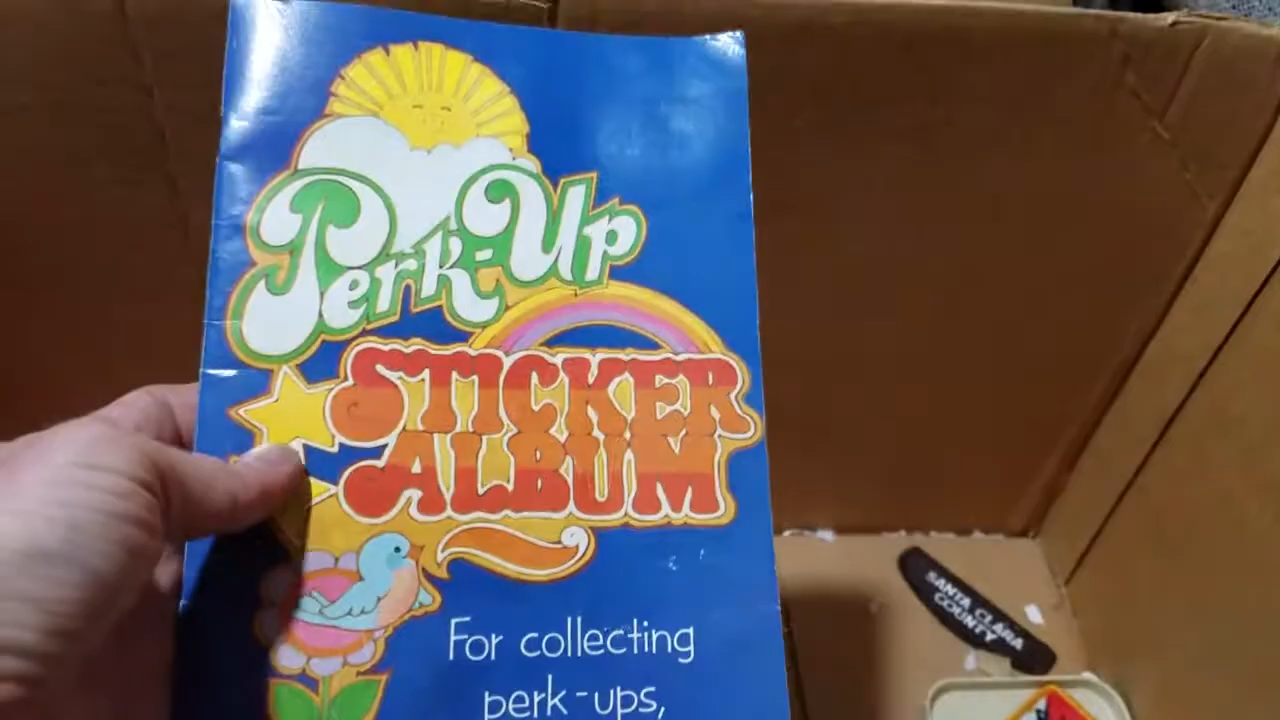 Perk-Up
STICKER
ALBUM
For collecting
perk-ups,
SANTA CLARA
COUNTY